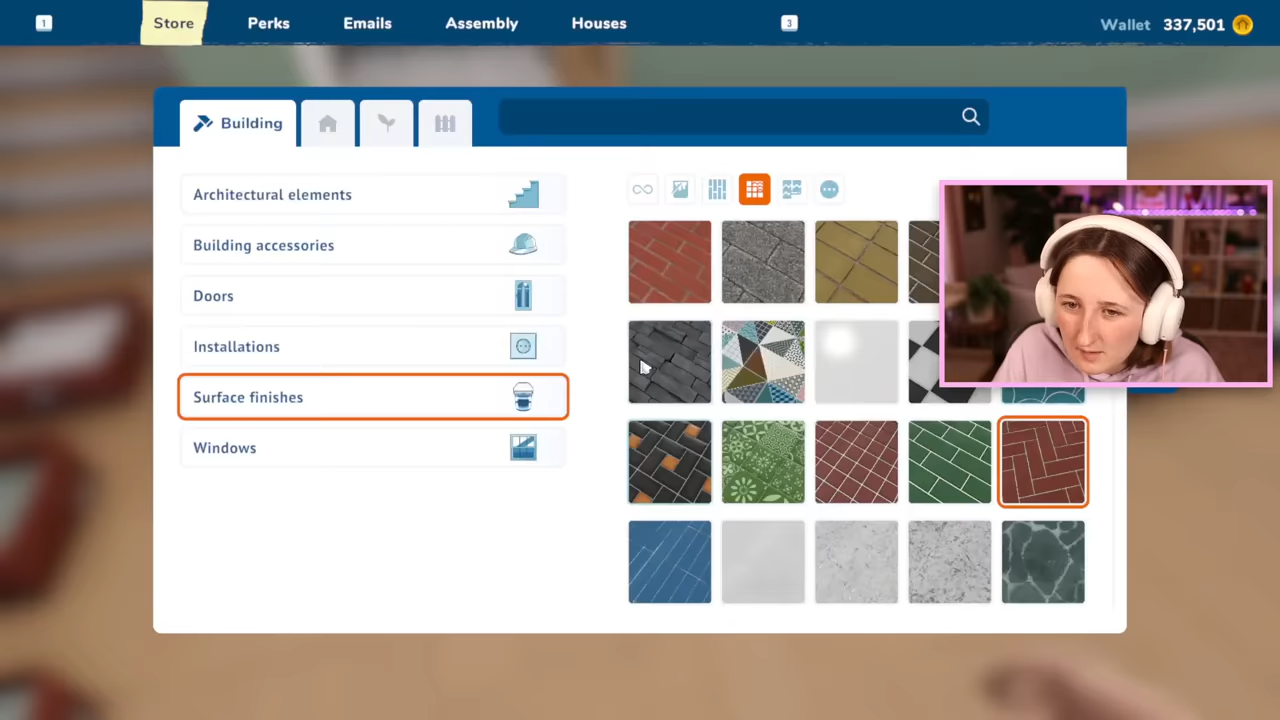 1 Store Perks Emails Assembly Houses 3 Wallet 337,501
Building
Architectural elements
Building accessories
Doors
Installations
Surface finishes
Windows